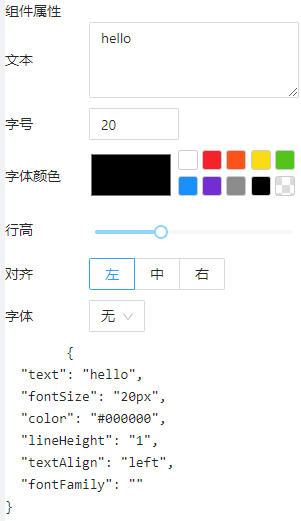 组件属性
文本 hello
字号 20
字体颜色
行高
对齐 左 中 右
字体 无
{
"text": "hello",
"fontSize": "20px",
"color": "#000000",
"lineHeight": "1",
"textAlign": "left",
"fontFamily": ""
}